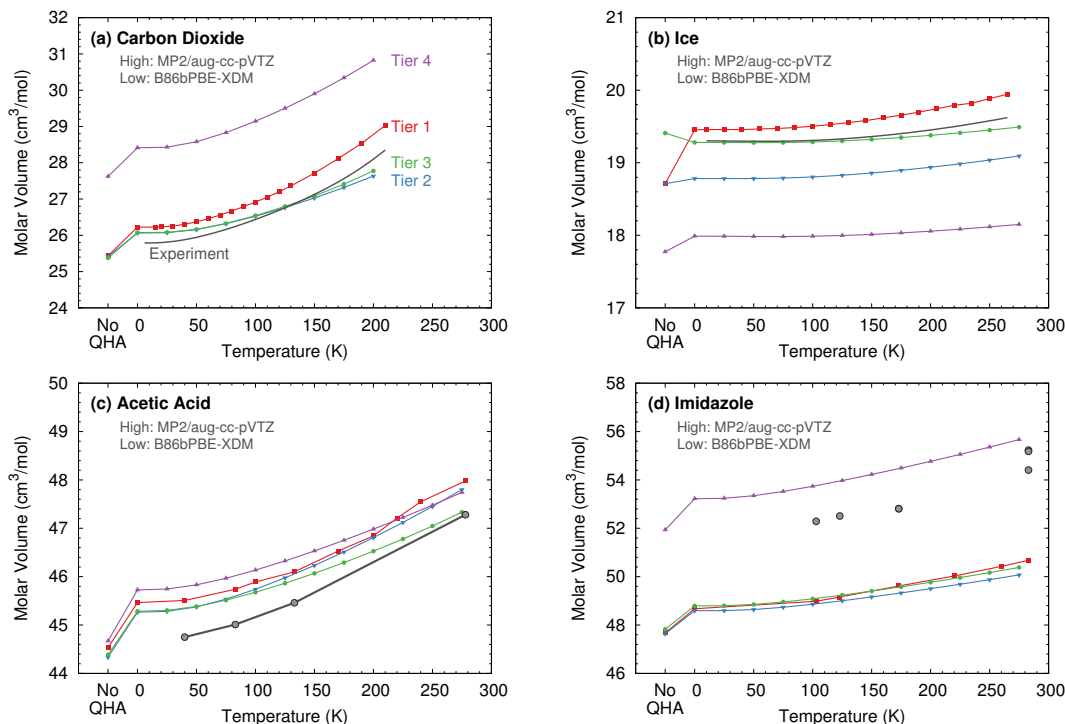 (a) Carbon Dioxide
High: MP2/aug-cc-pVTZ
Low: B86bPBE-XDM
Tier 4
Tier 1
Tier 3
Tier 2
Experiment
Molar Volume (cm³/mol)
32
31
30
29
28
27
26
25
24
No QHA
0
50
100
150
200
250
300
Temperature (K)
(b) Ice
High: MP2/aug-cc-pVTZ
Low: B86bPBE-XDM
Molar Volume (cm³/mol)
21
20
19
18
17
No QHA
0
50
100
150
200
250
300
Temperature (K)
(c) Acetic Acid
High: MP2/aug-cc-pVTZ
Low: B86bPBE-XDM
Molar Volume (cm³/mol)
50
49
48
47
46
45
44
No QHA
0
50
100
150
200
250
300
Temperature (K)
(d) Imidazole
High: MP2/aug-cc-pVTZ
Low: B86bPBE-XDM
Molar Volume (cm³/mol)
58
56
54
52
50
48
46
No QHA
0
50
100
150
200
250
300
Temperature (K)